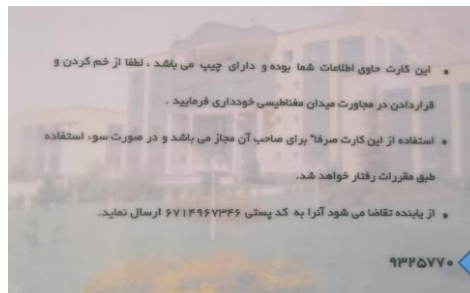 • این کارت حاوی اطلاعات شما بوده و دارای چیپ می باشد ، لطفا از خم کردن و
قراردادن در مجاورت میدان مغناطیسی خودداری فرمایید .
• استفاده از این کارت صرفا" برای صاحب آن مجاز می باشد و در صورت سوء استفاده
طبق مقررات رفتار خواهد شد.
• از یابنده تقاضا می شود آنرا به کد پستی ۶۷۱۴۹۶۷۳۴۶ ارسال نماید.
۹۳۲۵۷۷۰